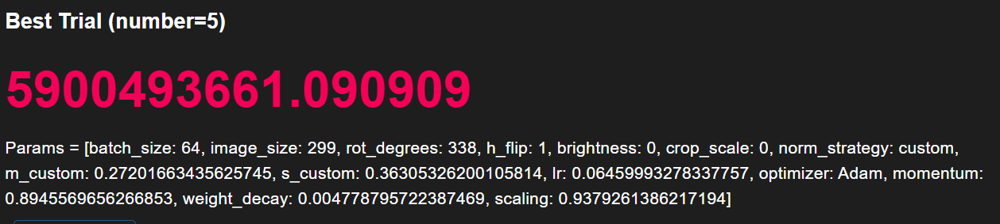 Best Trial (number=5)
5900493661.090909
Params = [batch_size: 64, image_size: 299, rot_degrees: 338, h_flip: 1, brightness: 0, crop_scale: 0, norm_strategy: custom,
m_custom: 0.27201663435625745, s_custom: 0.36305326200105814, lr: 0.06459993278337757, optimizer: Adam, momentum:
0.8945569656266853, weight_decay: 0.004778795722387469, scaling: 0.9379261386217194]